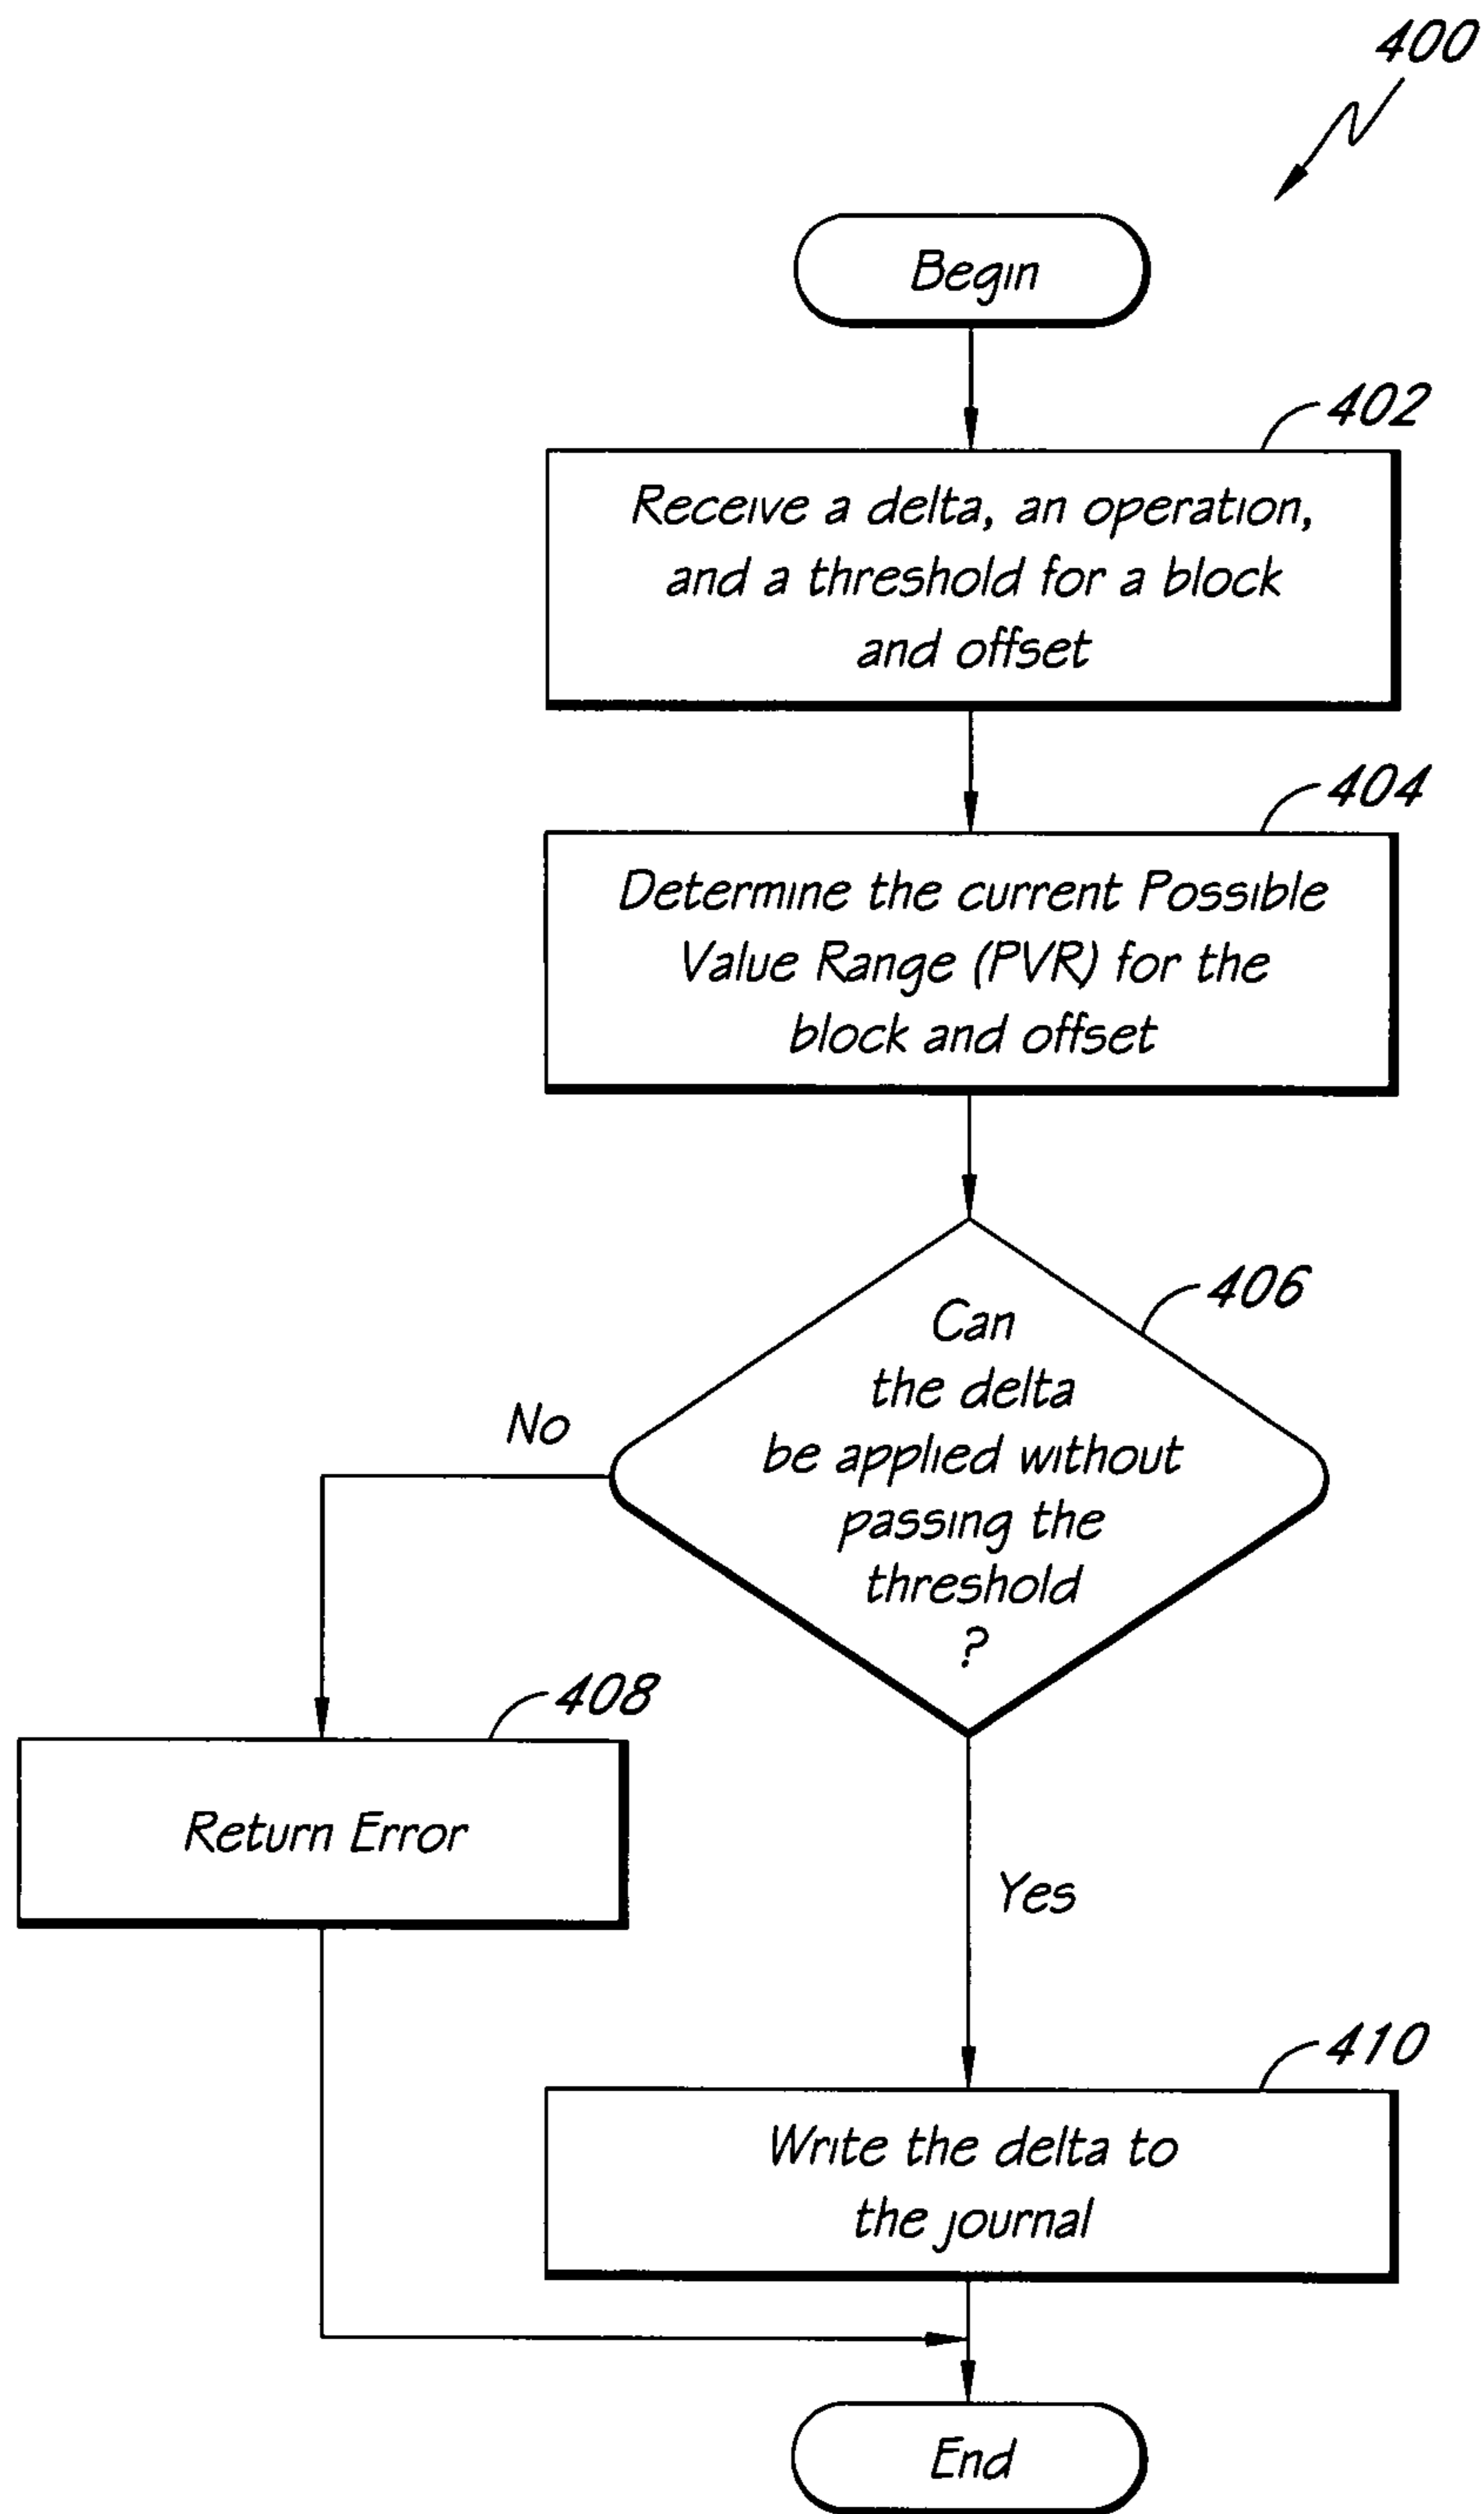 400
Begin
402
Receive a delta, an operation,
and a threshold for a block
and offset
404
Determine the current Possible
Value Range (PVR) for the
block and offset
406
Can
the delta
be applied without
passing the
threshold
?
No
408
Return Error
Yes
410
Write the delta to
the journal
End